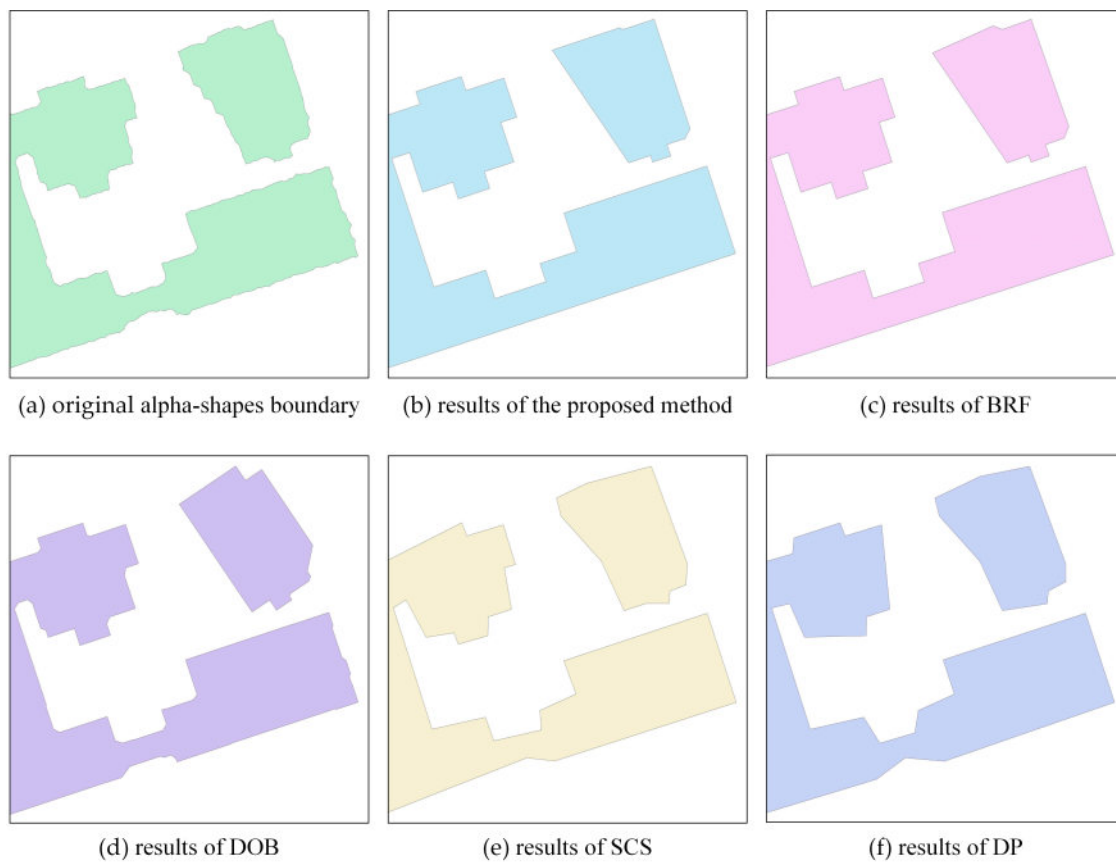 (a) original alpha-shapes boundary
(b) results of the proposed method
(c) results of BRF
(d) results of DOB
(e) results of SCS
(f) results of DP